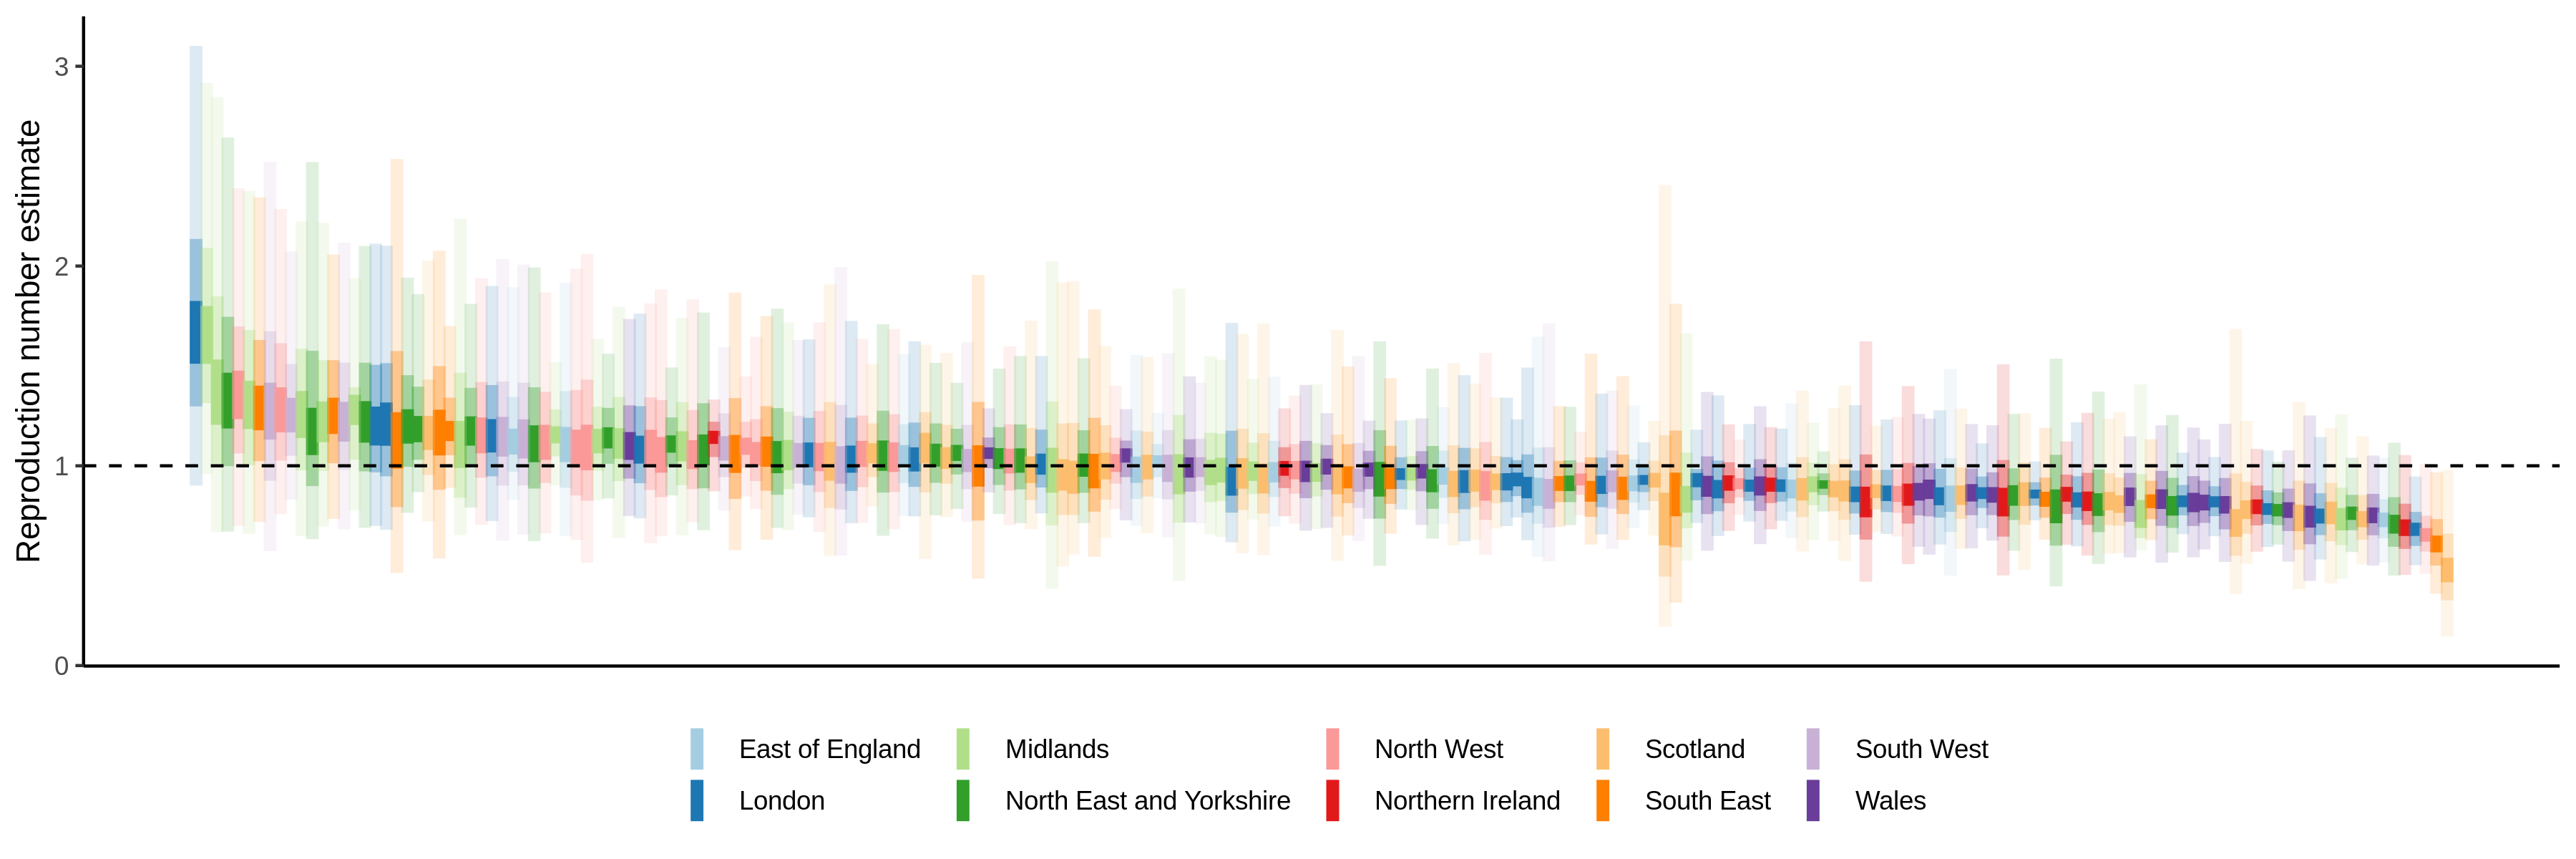 Reproduction number estimate
3
2
1
0
East of England
Midlands
North West
Scotland
South West
London
North East and Yorkshire
Northern Ireland
South East
Wales